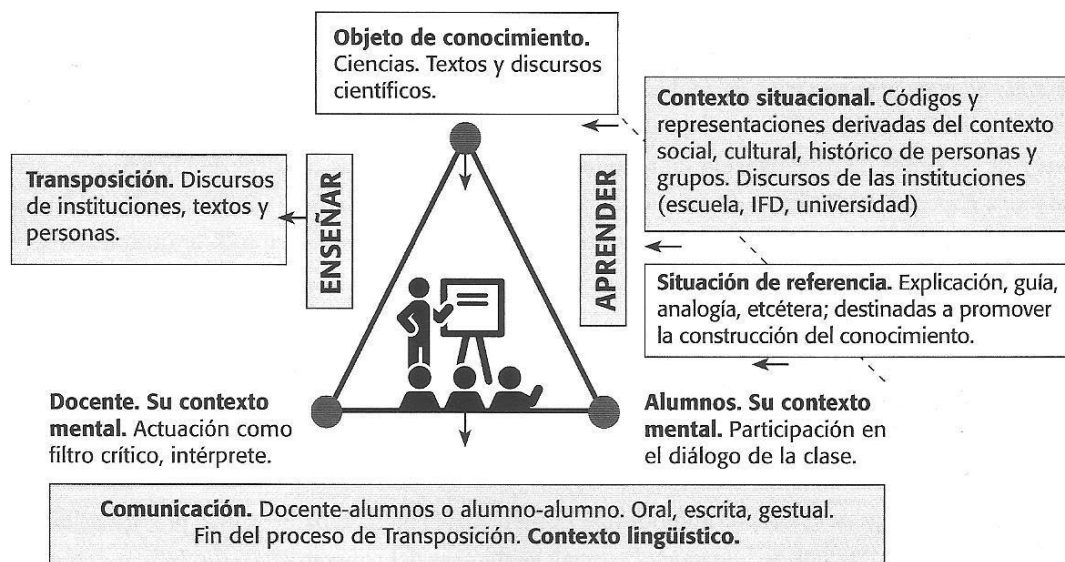 Objeto de conocimiento.
Ciencias. Textos y discursos
científicos.
Contexto situacional. Códigos y
representaciones derivadas del contexto
social, cultural, histórico de personas y
grupos. Discursos de las instituciones
(escuela, IFD, universidad)
Transposición. Discursos
de instituciones, textos y
personas.
ENSEÑAR
APRENDER
Situación de referencia. Explicación, guía,
analogía, etcétera; destinadas a promover
la construcción del conocimiento.
Docente. Su contexto
mental. Actuación como
filtro crítico, intérprete.
Alumnos. Su contexto
mental. Participación en
el diálogo de la clase.
Comunicación. Docente-alumnos o alumno-alumno. Oral, escrita, gestual.
Fin del proceso de Transposición. Contexto lingüístico.